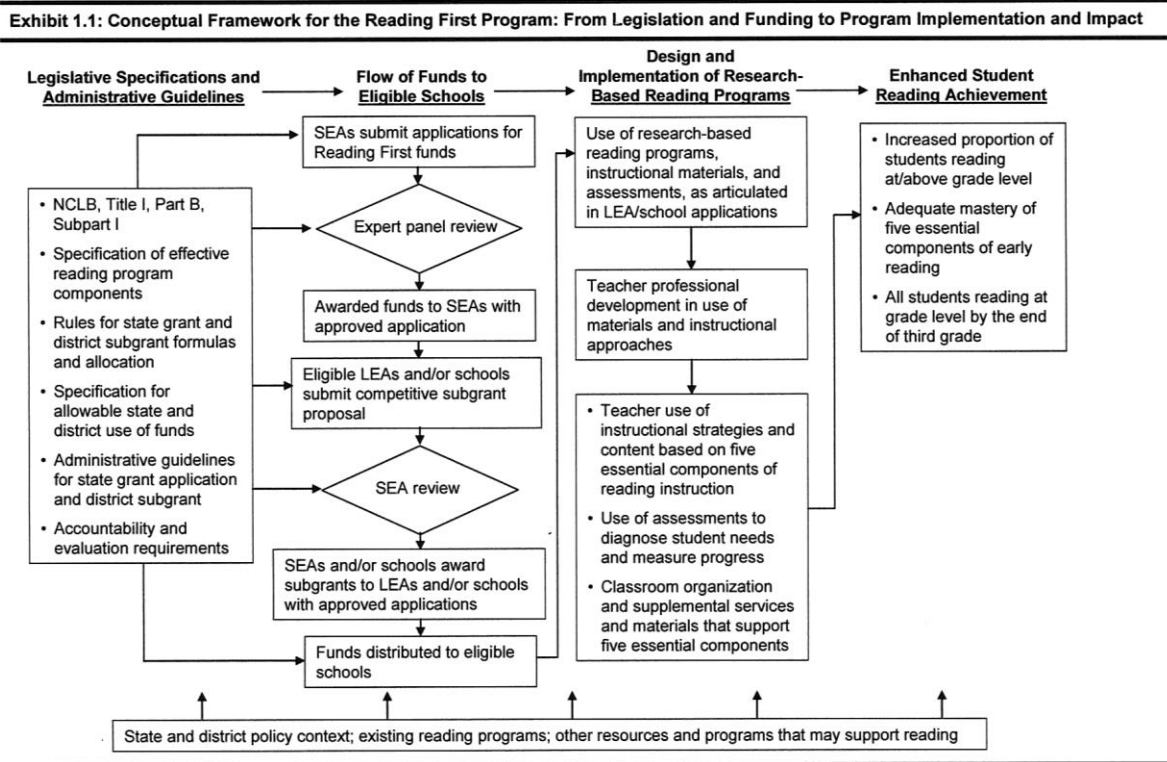 Exhibit 1.1: Conceptual Framework for the Reading First Program: From Legislation and Funding to Program Implementation and Impact
Legislative Specifications and
Administrative Guidelines
Flow of Funds to
Eligible Schools
Design and
Implementation of Research-
Based Reading Programs
Enhanced Student
Reading Achievement
• NCLB, Title I, Part B,
Subpart I
• Specification of effective
reading program
components
• Rules for state grant and
district subgrant formulas
and allocation
• Specification for
allowable state and
district use of funds
• Administrative guidelines
for state grant application
and district subgrant
• Accountability and
evaluation requirements
SEAs submit applications for
Reading First funds
Expert panel review
Awarded funds to SEAs with
approved application
Eligible LEAs and/or schools
submit competitive subgrant
proposal
SEA review
SEAs and/or schools award
subgrants to LEAs and/or schools
with approved applications
Funds distributed to eligible
schools
Use of research-based
reading programs,
instructional materials, and
assessments, as articulated
in LEA/school applications
Teacher professional
development in use of
materials and instructional
approaches
• Teacher use of
instructional strategies and
content based on five
essential components of
reading instruction
• Use of assessments to
diagnose student needs
and measure progress
• Classroom organization
and supplemental services
and materials that support
five essential components
• Increased proportion of
students reading
at/above grade level
• Adequate mastery of
five essential
components of early
reading
• All students reading at
grade level by the end
of third grade
State and district policy context; existing reading programs; other resources and programs that may support reading